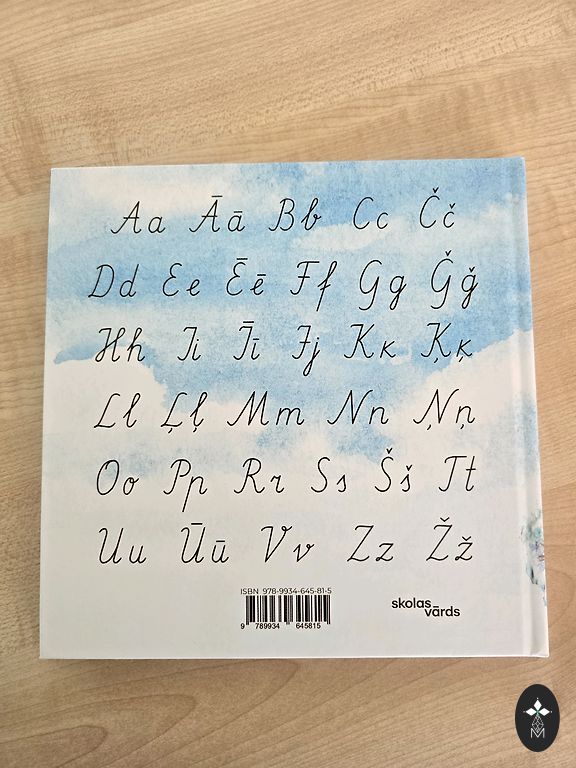 Aa Āā Bb Cc Čč
Dd Ee Ēē Ff Gg Ǧǧ
Hh Ii Īī Jj Kk Ķķ
Ll Ļļ Mm Nn Ņņ
Oo Pp Rr Ss Šš Tt
Uu Ūū Vv Zz Žž
ISBN 978-9934-645-81-5
9 789934 645815
skolas
vārds
M